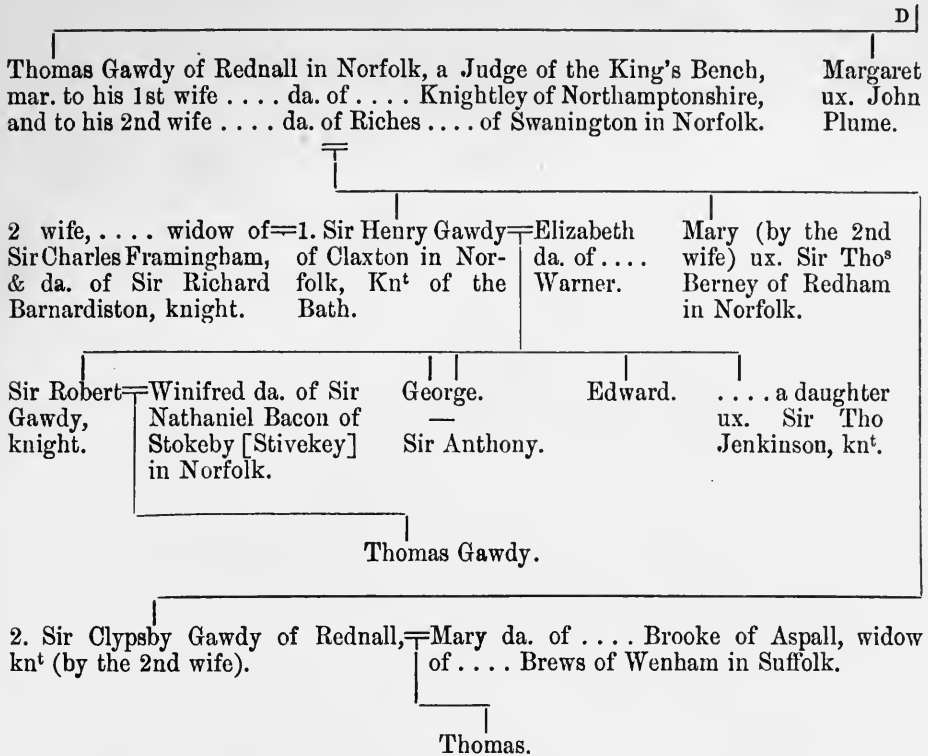 D
Thomas Gawdy of Rednall in Norfolk, a Judge of the King's Bench,
mar. to his 1st wife . . . . da. of . . . . Knightley of Northamptonshire,
and to his 2nd wife . . . . da. of Riches . . . . of Swanington in Norfolk.
Margaret
ux. John
Plume.
2 wife, . . . . widow of
Sir Charles Framingham,
& da. of Sir Richard
Barnardiston, knight.
1. Sir Henry Gawdy
of Claxton in Nor-
folk, Knᵗ of the
Bath.
Elizabeth
da. of . . . .
Warner.
Mary (by the 2nd
wife) ux. Sir Thoˢ
Berney of Redham
in Norfolk.
Sir Robert
Gawdy,
knight.
Winifred da. of Sir
Nathaniel Bacon of
Stokeby [Stivekey]
in Norfolk.
George.
—
Sir Anthony.
Edward.
. . . . a daughter
ux. Sir Tho
Jenkinson, knᵗ.
Thomas Gawdy.
2. Sir Clypsby Gawdy of Rednall,
knᵗ (by the 2nd wife).
Mary da. of . . . . Brooke of Aspall, widow
of . . . . Brews of Wenham in Suffolk.
Thomas.